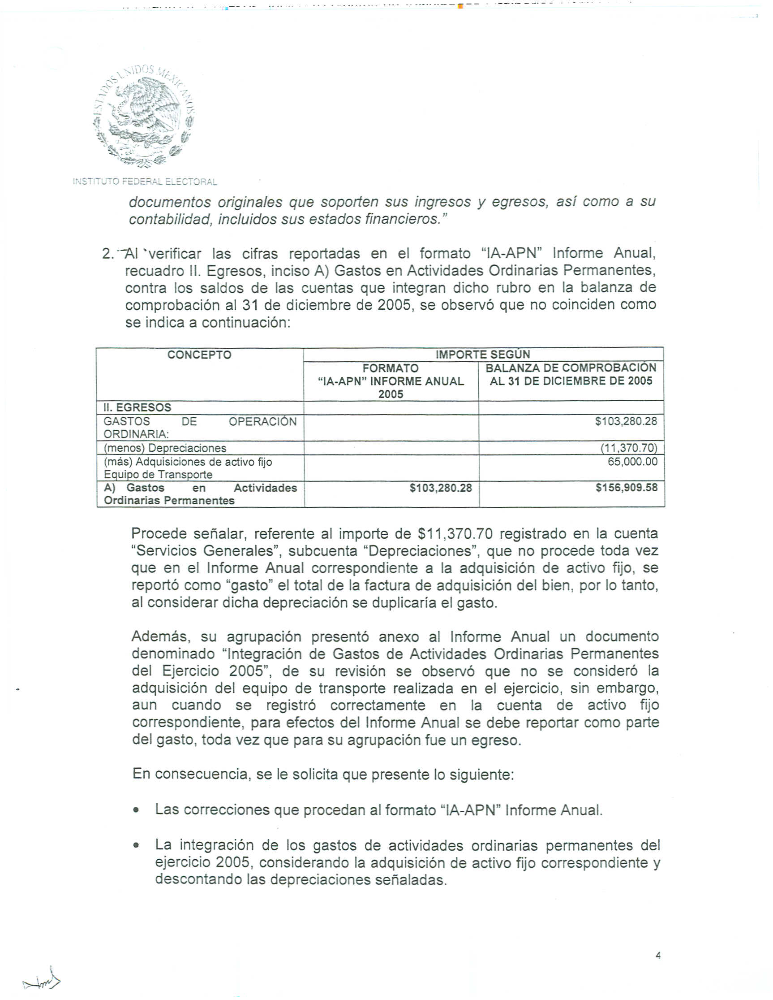 ESTADOS UNIDOS MEXICANOS
INSTITUTO FEDERAL ELECTORAL
documentos originales que soporten sus ingresos y egresos, así como a su
contabilidad, incluidos sus estados financieros.”
2. Al verificar las cifras reportadas en el formato “IA-APN” Informe Anual,
recuadro II. Egresos, inciso A) Gastos en Actividades Ordinarias Permanentes,
contra los saldos de las cuentas que integran dicho rubro en la balanza de
comprobación al 31 de diciembre de 2005, se observó que no coinciden como
se indica a continuación:
CONCEPTO IMPORTE SEGÚN
FORMATO BALANZA DE COMPROBACIÓN
“IA-APN” INFORME ANUAL AL 31 DE DICIEMBRE DE 2005
2005
II. EGRESOS
GASTOS DE OPERACIÓN $103,280.28
ORDINARIA:
(menos) Depreciaciones (11,370.70)
(más) Adquisiciones de activo fijo 65,000.00
Equipo de Transporte
A) Gastos en Actividades $103,280.28 $156,909.58
Ordinarias Permanentes
Procede señalar, referente al importe de $11,370.70 registrado en la cuenta
“Servicios Generales”, subcuenta “Depreciaciones”, que no procede toda vez
que en el Informe Anual correspondiente a la adquisición de activo fijo, se
reportó como “gasto” el total de la factura de adquisición del bien, por lo tanto,
al considerar dicha depreciación se duplicaría el gasto.
Además, su agrupación presentó anexo al Informe Anual un documento
denominado “Integración de Gastos de Actividades Ordinarias Permanentes
del Ejercicio 2005”, de su revisión se observó que no se consideró la
adquisición del equipo de transporte realizada en el ejercicio, sin embargo,
aun cuando se registró correctamente en la cuenta de activo fijo
correspondiente, para efectos del Informe Anual se debe reportar como parte
del gasto, toda vez que para su agrupación fue un egreso.
En consecuencia, se le solicita que presente lo siguiente:
• Las correcciones que procedan al formato “IA-APN” Informe Anual.
• La integración de los gastos de actividades ordinarias permanentes del
ejercicio 2005, considerando la adquisición de activo fijo correspondiente y
descontando las depreciaciones señaladas.
4